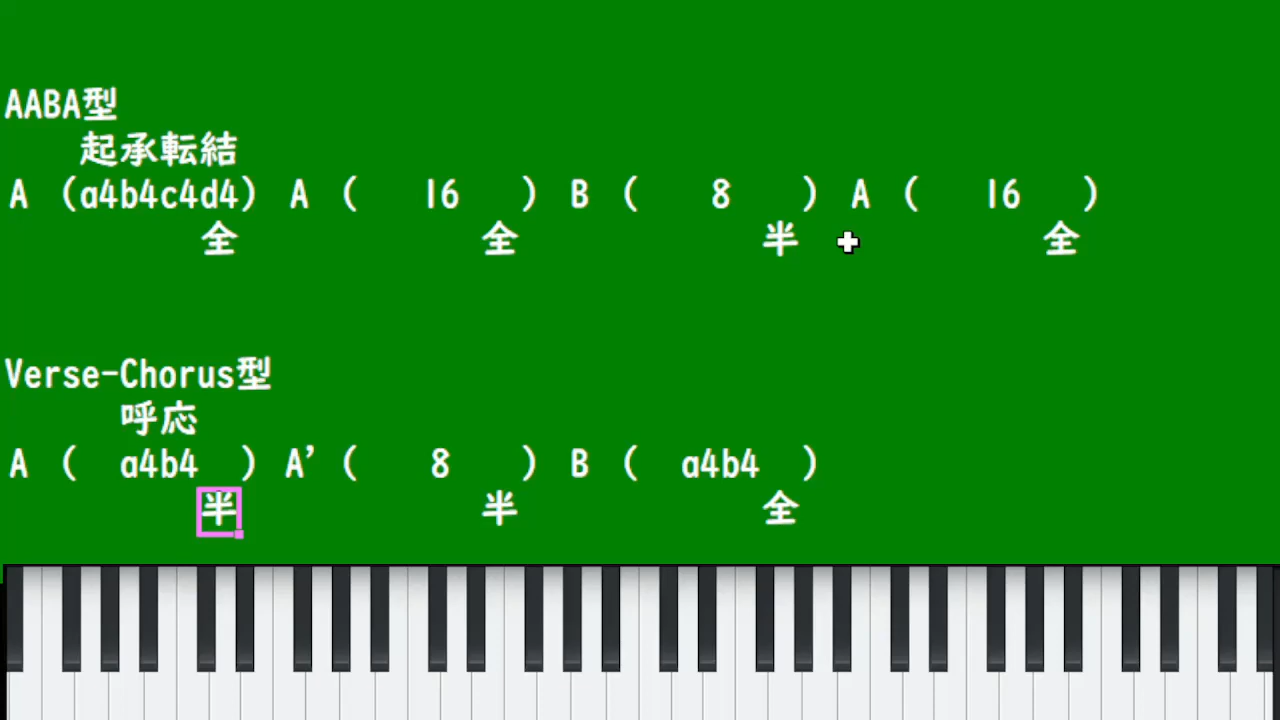 AABA型
起承転結
A (a4b4c4d4) A ( 16 ) B ( 8 ) A ( 16 )
全 全 半 全
Verse-Chorus型
呼応
A ( a4b4 ) A’ ( 8 ) B ( a4b4 )
半 半 全